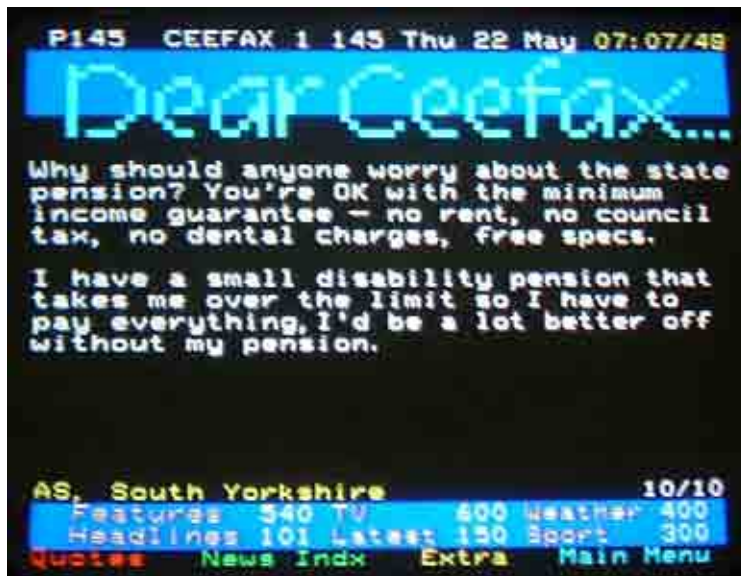 P145 CEEFAX 1 145 Thu 22 May 07:07/48
Dear Ceefax...
Why should anyone worry about the state
pension? You're OK with the minimum
income guarantee – no rent, no council
tax, no dental charges, free specs.
I have a small disability pension that
takes me over the limit so I have to
pay everything,I'd be a lot better off
without my pension.
AS, South Yorkshire 10/10
Features 540 TV 600 Weather 400
Headlines 101 Latest 150 Sport 300
Quotes News Indx Extra Main Menu